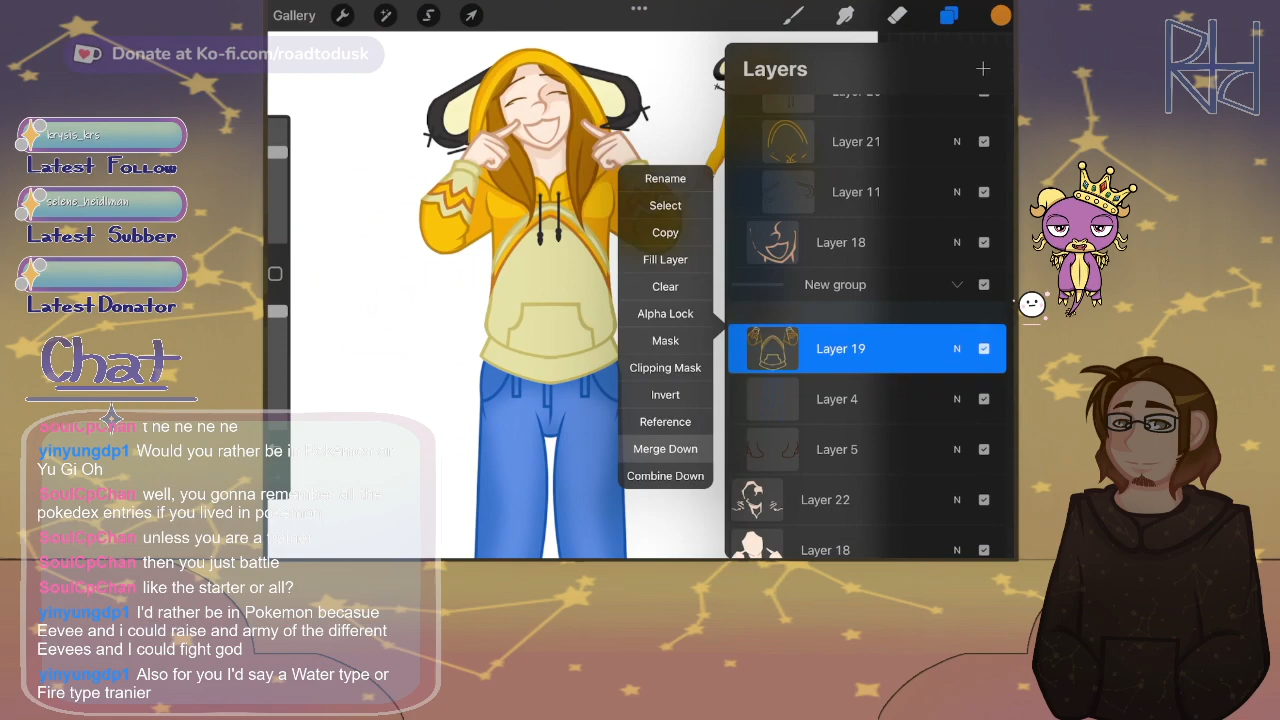 Gallery
Donate at Ko-fi.com/roadtodusk
krysis_krs
Latest Follow
selene_heidlman
Latest Subber
Latest Donator
Chat
SoulCpChan t ne ne ne ne
yinyungdp1 Would you rather be in Pokemon or
Yu Gi Oh
SoulCpChan well, you gonna remember all the
pokedex entries if you lived in pokemon
SoulCpChan unless you are a
SoulCpChan then you just battle
SoulCpChan like the starter or all?
yinyungdp1 I'd rather be in Pokemon becasue
Eevee and i could raise and army of the different
Eevees and I could fight god
yinyungdp1 Also for you I'd say a Water type or
Fire type tranier
Rename
Select
Copy
Fill Layer
Clear
Alpha Lock
Mask
Clipping Mask
Invert
Reference
Merge Down
Combine Down
Layers
Layer 21 N
Layer 11 N
Layer 18 N
New group
Layer 19 N
Layer 4 N
Layer 5 N
Layer 22 N
Layer 18 N